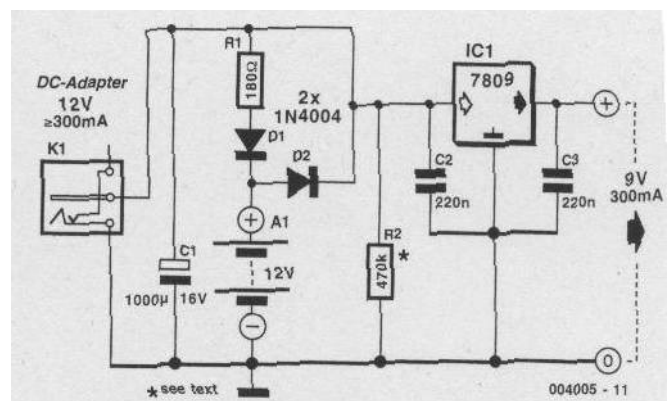 DC-Adapter
12V
≥300mA
K1
R1
180Ω
D1
2x
1N4004
D2
A1
12V
C1
1000µ 16V
R2
470k
*
IC1
7809
C2
220n
C3
220n
9V
300mA
* see text
004005 - 11
+
+
−
0